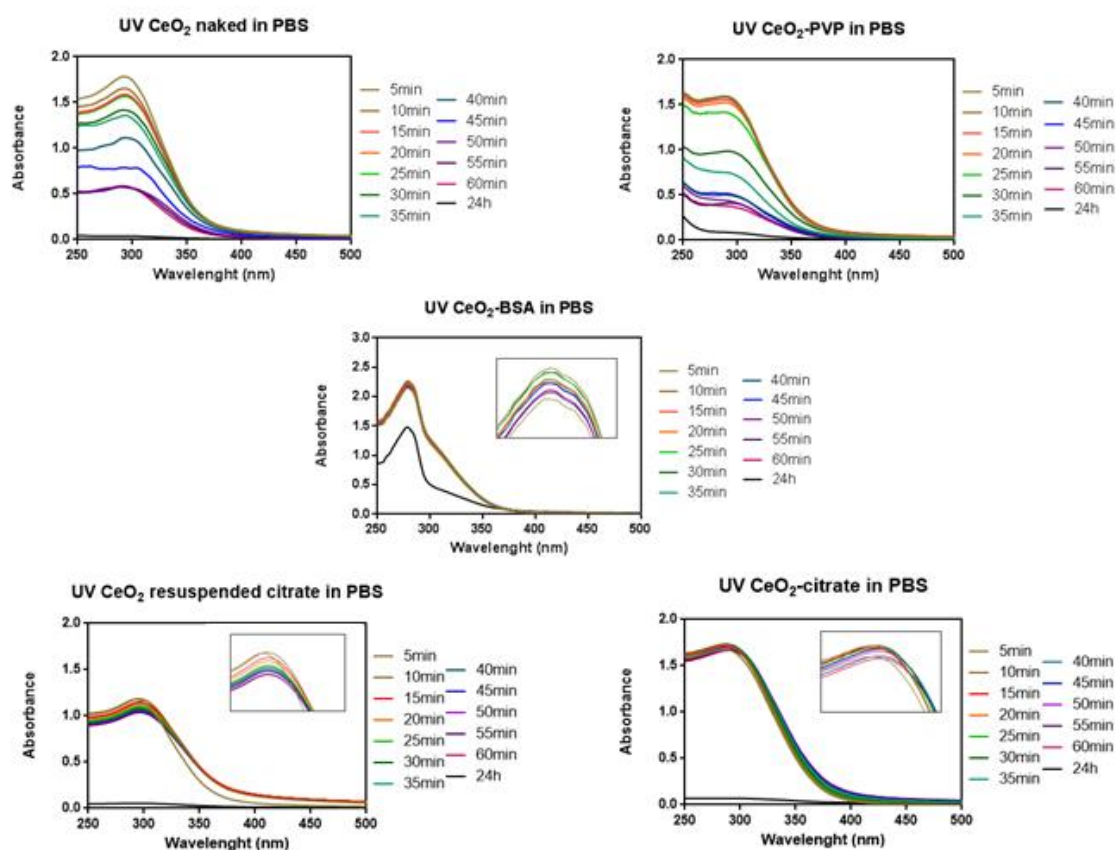 UV CeO₂ naked in PBS
Absorbance
2.0
1.5
1.0
0.5
0.0
250 300 350 400 450 500
Wavelenght (nm)
5min
10min
15min
20min
25min
30min
35min
40min
45min
50min
55min
60min
24h
UV CeO₂-PVP in PBS
Absorbance
2.0
1.5
1.0
0.5
0.0
250 300 350 400 450 500
Wavelenght (nm)
5min
10min
15min
20min
25min
30min
35min
40min
45min
50min
55min
60min
24h
UV CeO₂-BSA in PBS
Absorbance
3.0
2.5
2.0
1.5
1.0
0.5
0.0
250 300 350 400 450 500
Wavelenght (nm)
5min
10min
15min
20min
25min
30min
35min
40min
45min
50min
55min
60min
24h
UV CeO₂ resuspended citrate in PBS
Absorbance
2.0
1.5
1.0
0.5
0.0
250 300 350 400 450 500
Wavelenght (nm)
5min
10min
15min
20min
25min
30min
35min
40min
45min
50min
55min
60min
24h
UV CeO₂-citrate in PBS
Absorbance
2.0
1.5
1.0
0.5
0.0
250 300 350 400 450 500
Wavelenght (nm)
5min
10min
15min
20min
25min
30min
35min
40min
45min
50min
55min
60min
24h